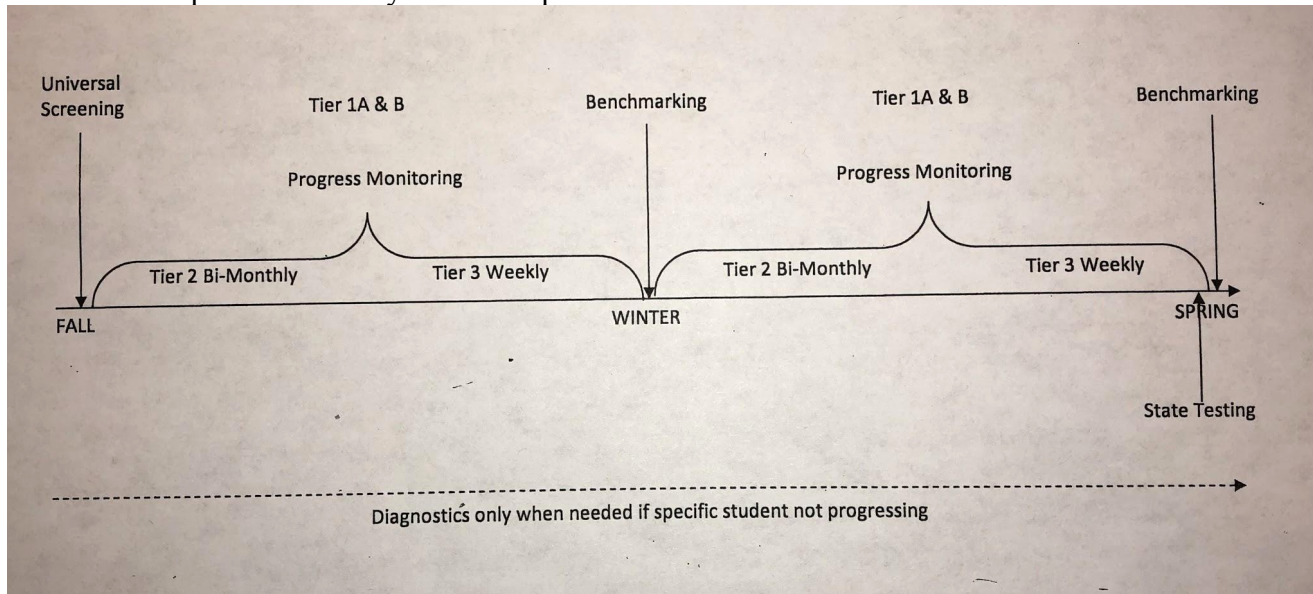 Universal
Screening
Tier 1A & B
Benchmarking
Tier 1A & B
Benchmarking
Progress Monitoring
Progress Monitoring
Tier 2 Bi-Monthly
Tier 3 Weekly
Tier 2 Bi-Monthly
Tier 3 Weekly
FALL
WINTER
SPRING
State Testing
Diagnostics only when needed if specific student not progressing